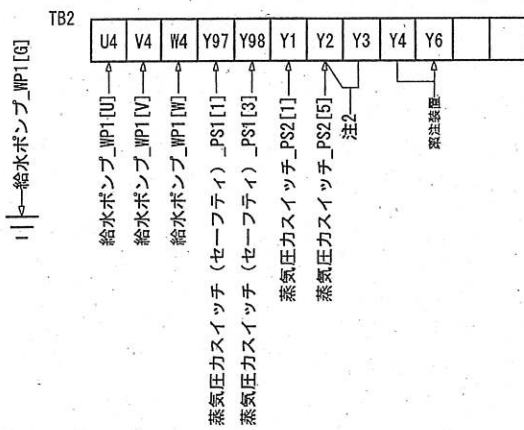 TB2
U4 V4 W4 Y97 Y98 Y1 Y2 Y3 Y4 Y6
給水ポンプ_WP1[G]
給水ポンプ_WP1[U]
給水ポンプ_WP1[V]
給水ポンプ_WP1[W]
蒸気圧力スイッチ（セーフティ）_PS1[1]
蒸気圧力スイッチ（セーフティ）_PS1[3]
蒸気圧力スイッチ_PS2[1]
蒸気圧力スイッチ_PS2[5]
注2
薬注装置